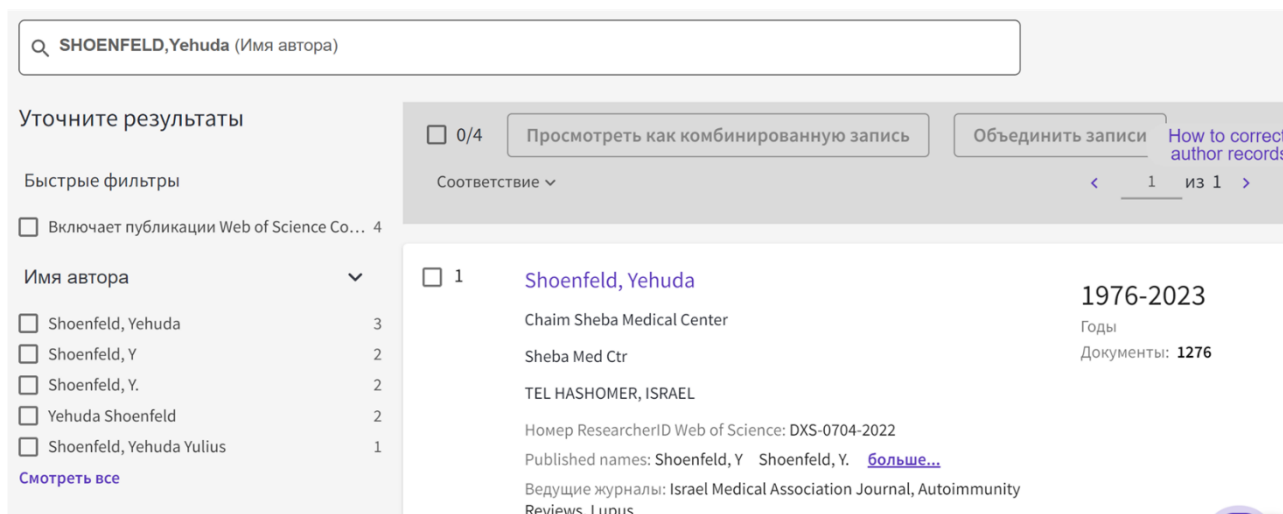 SHOENFELD,Yehuda (Имя автора)
Уточните результаты
Быстрые фильтры
Включает публикации Web of Science Co... 4
Имя автора
Shoenfeld, Yehuda 3
Shoenfeld, Y 2
Shoenfeld, Y. 2
Yehuda Shoenfeld 2
Shoenfeld, Yehuda Yulius 1
Смотреть все
0/4 Просмотреть как комбинированную запись Объединить записи
How to correct
author records
Соответствие
1 из 1
1 Shoenfeld, Yehuda
Chaim Sheba Medical Center
Sheba Med Ctr
TEL HASHOMER, ISRAEL
Номер ResearcherID Web of Science: DXS-0704-2022
Published names: Shoenfeld, Y Shoenfeld, Y. больше...
Ведущие журналы: Israel Medical Association Journal, Autoimmunity
Reviews, Lupus
1976-2023
Годы
Документы: 1276